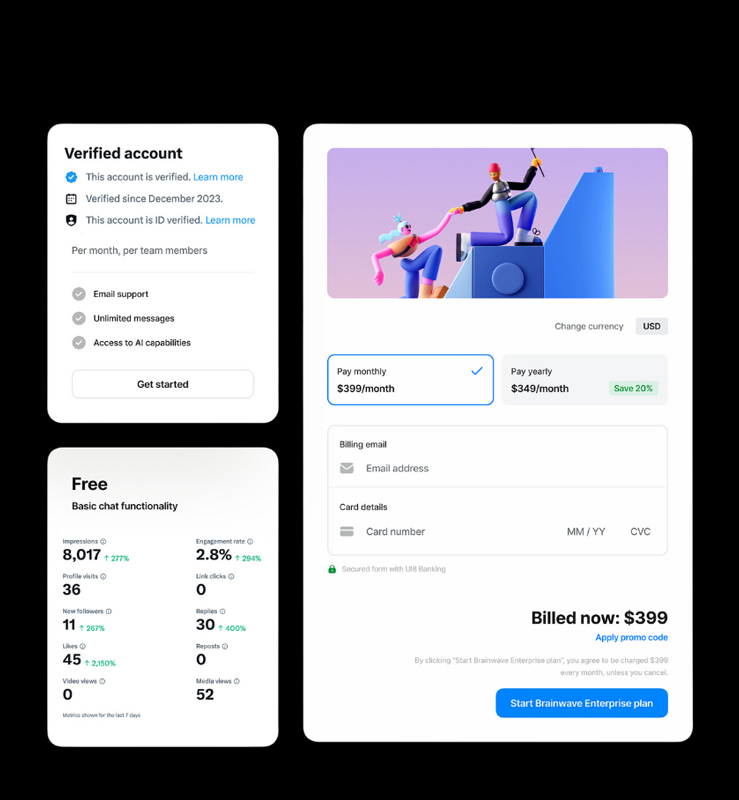 Verified account
This account is verified. Learn more
Verified since December 2023.
This account is ID verified. Learn more
Per month, per team members
Email support
Unlimited messages
Access to AI capabilities
Get started
Free
Basic chat functionality
Impressions
8,017 ↑ 277%
Engagement rate
2.8% ↑ 294%
Profile visits
36
Link clicks
0
New followers
11 ↑ 267%
Replies
30 ↑ 400%
Likes
45 ↑ 2,150%
Reposts
0
Video views
0
Media views
52
Metrics shown for the last 7 days
Change currency USD
Pay monthly
$399/month
Pay yearly
$349/month Save 20%
Billing email
Email address
Card details
Card number MM / YY CVC
Secured form with UI8 Banking
Billed now: $399
Apply promo code
By clicking "Start Brainwave Enterprise plan", you agree to be charged $399
every month, unless you cancel.
Start Brainwave Enterprise plan